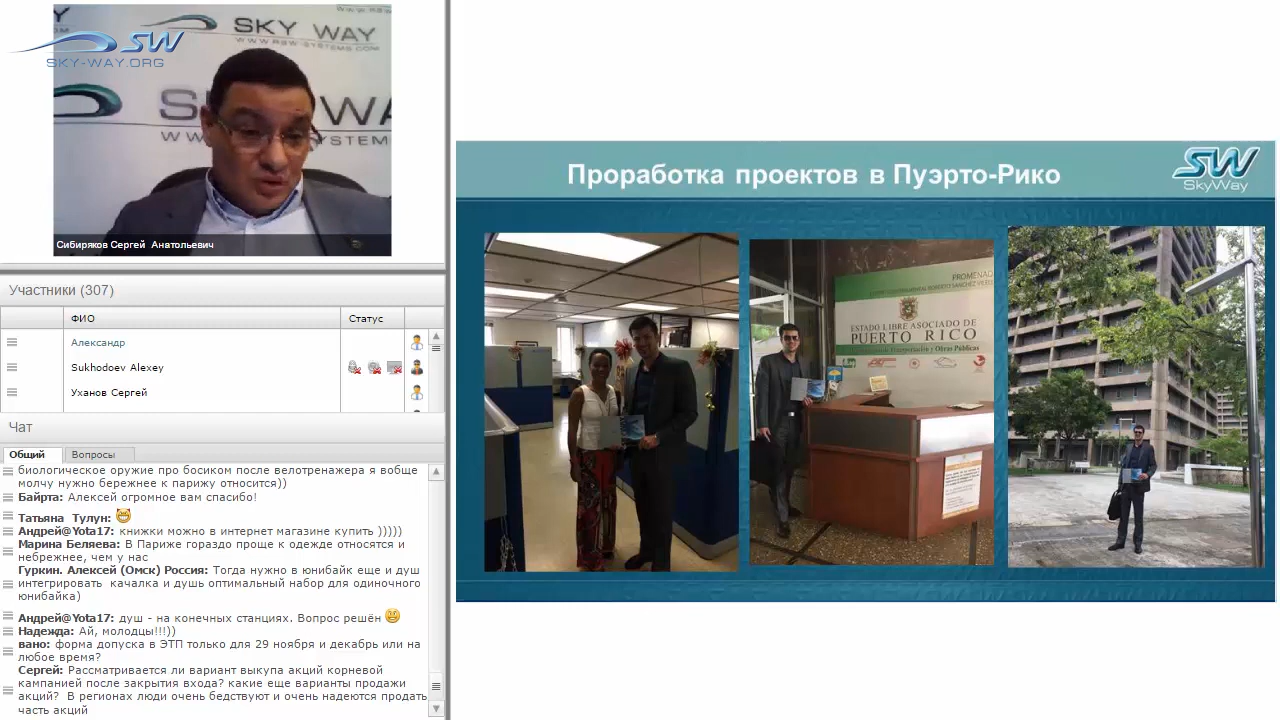 SKY WAY
WWW.RSW-SYSTEMS.COM
SW
SKY-WAY.ORG
Сибиряков Сергей Анатольевич
Участники (307)
ФИО
Статус
Александр
Sukhodoev Alexey
Уханов Сергей
Чат
Общий
Вопросы
биологическое оружие про босиком после велотренажера я вобще
молчу нужно бережнее к парижу относится))
Байрта: Алексей огромное вам спасибо!
Татьяна Тулун:
Андрей@Yota17: книжки можно в интернет магазине купить )))))
Марина Беляева: В Париже гораздо проще к одежде относятся и
небрежнее, чем у нас
Гуркин. Алексей (Омск) Россия: Тогда нужно в юнибайк еще и душ
интегрировать качалка и душь оптимальный набор для одиночного
юнибайка)
Андрей@Yota17: душ - на конечных станциях. Вопрос решён
Надежда: Ай, молодцы!!!))
вано: форма допуска в ЭТП только для 29 ноября и декабрь или на
любое время?
Сергей: Рассматривается ли вариант выкупа акций корневой
кампанией после закрытия входа? какие еще варианты продажи
акций? В регионах люди очень бедствуют и очень надеются продать
часть акций
Проработка проектов в Пуэрто-Рико
SW
SkyWay
PROMENAD
ESTADO LIBRE ASOCIADO DE
PUERTO RICO